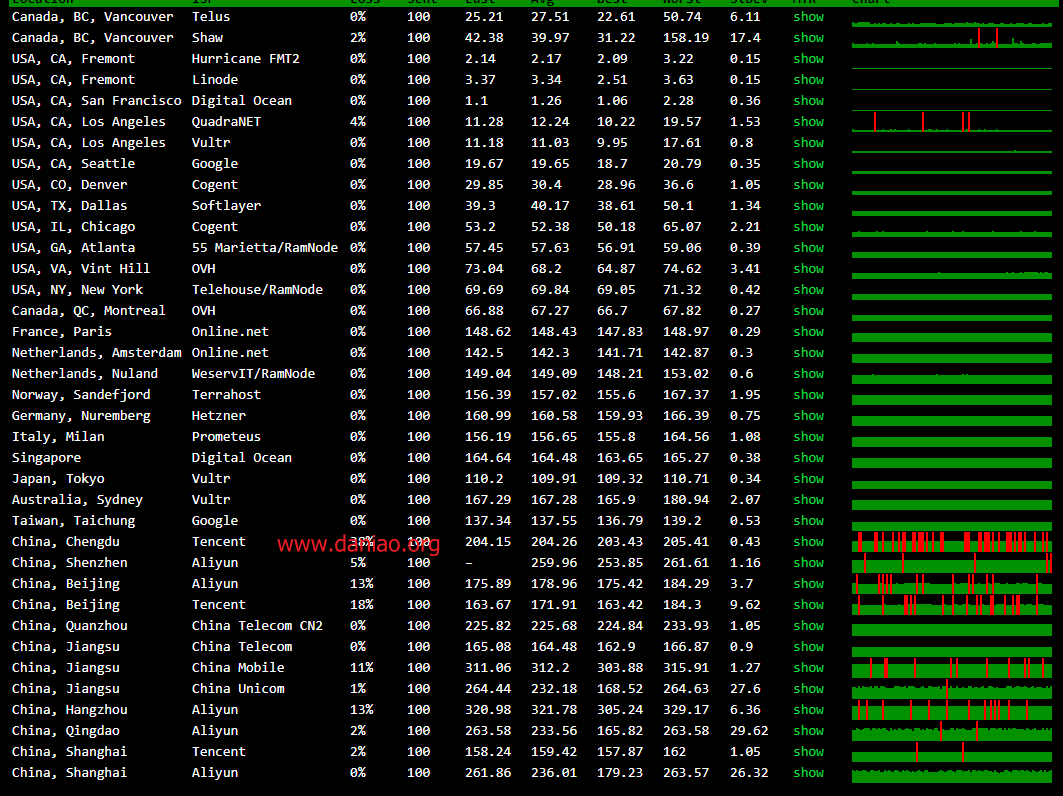 Location ISP Loss Sent Last Avg Best Worst StDev MTR Chart
Canada, BC, Vancouver Telus 0% 100 25.21 27.51 22.61 50.74 6.11 show
Canada, BC, Vancouver Shaw 2% 100 42.38 39.97 31.22 158.19 17.4 show
USA, CA, Fremont Hurricane FMT2 0% 100 2.14 2.17 2.09 3.22 0.15 show
USA, CA, Fremont Linode 0% 100 3.37 3.34 2.51 3.63 0.15 show
USA, CA, San Francisco Digital Ocean 0% 100 1.1 1.26 1.06 2.28 0.36 show
USA, CA, Los Angeles QuadraNET 4% 100 11.28 12.24 10.22 19.57 1.53 show
USA, CA, Los Angeles Vultr 0% 100 11.18 11.03 9.95 17.61 0.8 show
USA, CA, Seattle Google 0% 100 19.67 19.65 18.7 20.79 0.35 show
USA, CO, Denver Cogent 0% 100 29.85 30.4 28.96 36.6 1.05 show
USA, TX, Dallas Softlayer 0% 100 39.3 40.17 38.61 50.1 1.34 show
USA, IL, Chicago Cogent 0% 100 53.2 52.38 50.18 65.07 2.21 show
USA, GA, Atlanta 55 Marietta/RamNode 0% 100 57.45 57.63 56.91 59.06 0.39 show
USA, VA, Vint Hill OVH 0% 100 73.04 68.2 64.87 74.62 3.41 show
USA, NY, New York Telehouse/RamNode 0% 100 69.69 69.84 69.05 71.32 0.42 show
Canada, QC, Montreal OVH 0% 100 66.88 67.27 66.7 67.82 0.27 show
France, Paris Online.net 0% 100 148.62 148.43 147.83 148.97 0.29 show
Netherlands, Amsterdam Online.net 0% 100 142.5 142.3 141.71 142.87 0.3 show
Netherlands, Nuland WeservIT/RamNode 0% 100 149.04 149.09 148.21 153.02 0.6 show
Norway, Sandefjord Terrahost 0% 100 156.39 157.02 155.6 167.37 1.95 show
Germany, Nuremberg Hetzner 0% 100 160.99 160.58 159.93 166.39 0.75 show
Italy, Milan Prometeus 0% 100 156.19 156.65 155.8 164.56 1.08 show
Singapore Digital Ocean 0% 100 164.64 164.48 163.65 165.27 0.38 show
Japan, Tokyo Vultr 0% 100 110.2 109.91 109.32 110.71 0.34 show
Australia, Sydney Vultr 0% 100 167.29 167.28 165.9 180.94 2.07 show
Taiwan, Taichung Google 0% 100 137.34 137.55 136.79 139.2 0.53 show
China, Chengdu Tencent 100 204.15 204.26 203.43 205.41 0.43 show
www.daniao.org
China, Shenzhen Aliyun 5% 100 – 259.96 253.85 261.61 1.16 show
China, Beijing Aliyun 13% 100 175.89 178.96 175.42 184.29 3.7 show
China, Beijing Tencent 18% 100 163.67 171.91 163.42 184.3 9.62 show
China, Quanzhou China Telecom CN2 0% 100 225.82 225.68 224.84 233.93 1.05 show
China, Jiangsu China Telecom 0% 100 165.08 164.48 162.9 166.87 0.9 show
China, Jiangsu China Mobile 11% 100 311.06 312.2 303.88 315.91 1.27 show
China, Jiangsu China Unicom 1% 100 264.44 232.18 168.52 264.63 27.6 show
China, Hangzhou Aliyun 13% 100 320.98 321.78 305.24 329.17 6.36 show
China, Qingdao Aliyun 2% 100 263.58 233.56 165.82 263.58 29.62 show
China, Shanghai Tencent 2% 100 158.24 159.42 157.87 162 1.05 show
China, Shanghai Aliyun 0% 100 261.86 236.01 179.23 263.57 26.32 show